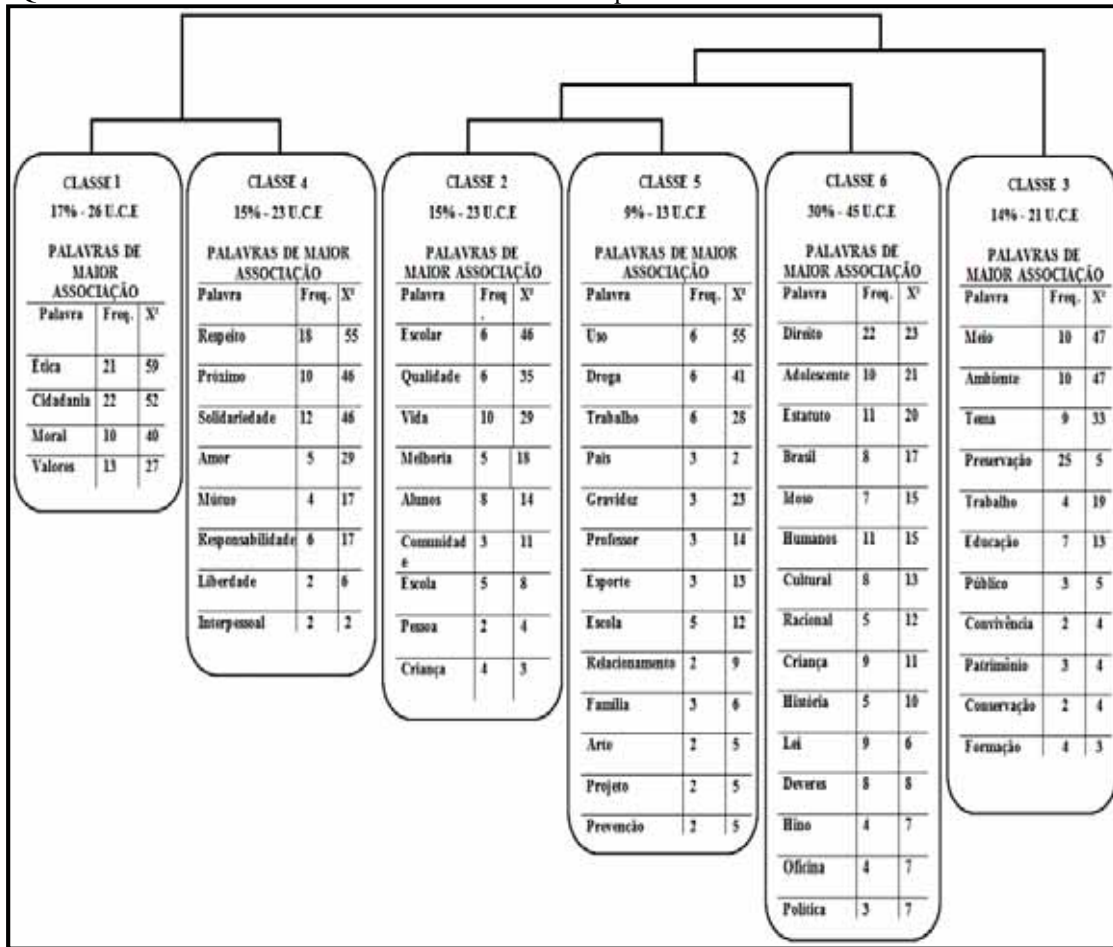 CLASSE 1
17% - 26 U.C.E
PALAVRAS DE
MAIOR
ASSOCIAÇÃO
Palavra Freq. X²
Ética 21 59
Cidadania 22 52
Moral 10 40
Valores 13 27
CLASSE 4
15% - 23 U.C.E
PALAVRAS DE MAIOR
ASSOCIAÇÃO
Palavra Freq. X²
Respeito 18 55
Próximo 10 46
Solidariedade 12 46
Amor 5 29
Mútuo 4 17
Responsabilidade 6 17
Liberdade 2 6
Interpessoal 2 2
CLASSE 2
15% - 23 U.C.E
PALAVRAS DE
MAIOR ASSOCIAÇÃO
Palavra Freq X²
.
Escolar 6 46
Qualidade 6 35
Vida 10 29
Melhoria 5 18
Alunos 8 14
Comunidad 3 11
e
Escola 5 8
Pessoa 2 4
Criança 4 3
CLASSE 5
9% - 13 U.C.E
PALAVRAS DE MAIOR
ASSOCIAÇÃO
Palavra Freq. X²
Uso 6 55
Droga 6 41
Trabalho 6 28
Pais 3 2
Gravidez 3 23
Professor 3 14
Esporte 3 13
Escola 5 12
Relacionamento 2 9
Família 3 6
Arte 2 5
Projeto 2 5
Prevenção 2 5
CLASSE 6
30% - 45 U.C.E
PALAVRAS DE
MAIOR ASSOCIAÇÃO
Palavra Freq. X²
Direito 22 23
Adolescente 10 21
Estatuto 11 20
Brasil 8 17
Idoso 7 15
Humanos 11 15
Cultural 8 13
Racional 5 12
Criança 9 11
História 5 10
Lei 9 6
Deveres 8 8
Hino 4 7
Oficina 4 7
Política 3 7
CLASSE 3
14% - 21 U.C.E
PALAVRAS DE
MAIOR ASSOCIAÇÃO
Palavra Freq. X²
Meio 10 47
Ambiente 10 47
Tema 9 33
Preservação 25 5
Trabalho 4 19
Educação 7 13
Público 3 5
Convivência 2 4
Patrimônio 3 4
Conservação 2 4
Formação 4 3